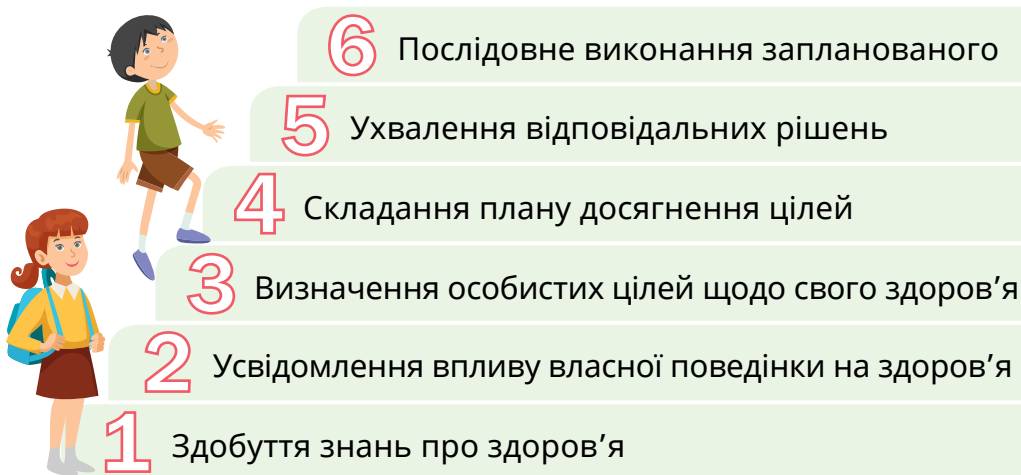 6 Послідовне виконання запланованого
5 Ухвалення відповідальних рішень
4 Складання плану досягнення цілей
3 Визначення особистих цілей щодо свого здоров’я
2 Усвідомлення впливу власної поведінки на здоров’я
1 Здобуття знань про здоров’я